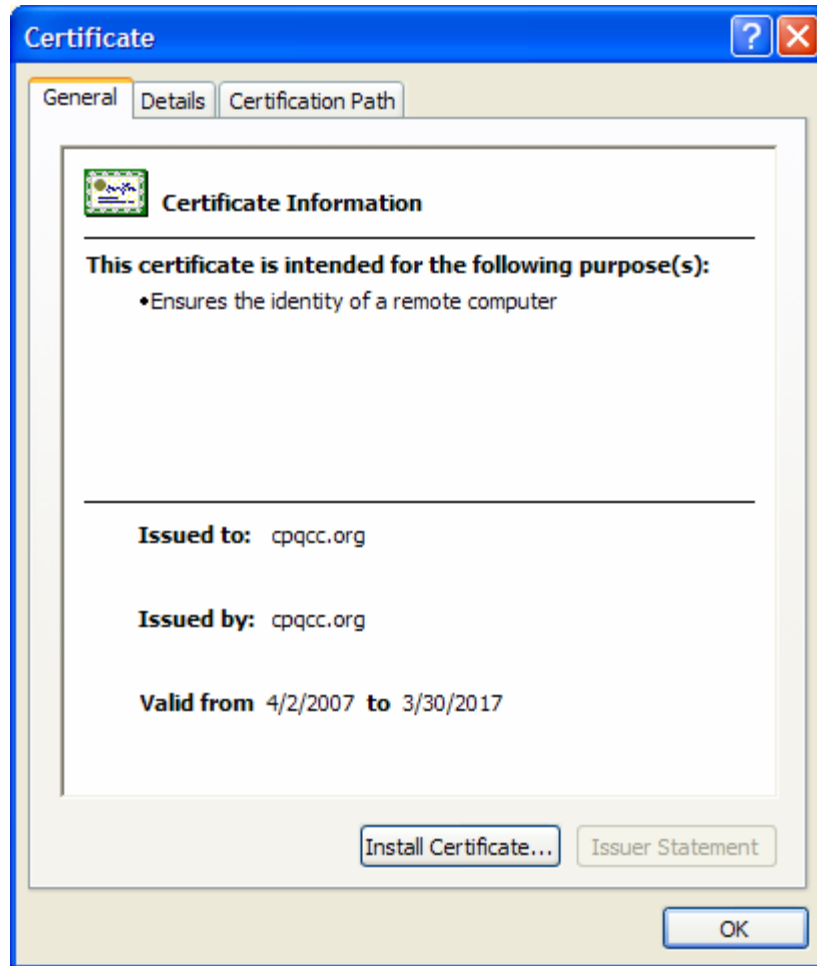 Certificate
General Details Certification Path
Certificate Information
This certificate is intended for the following purpose(s):
•Ensures the identity of a remote computer
Issued to: cpqcc.org
Issued by: cpqcc.org
Valid from 4/2/2007 to 3/30/2017
Install Certificate... Issuer Statement
OK